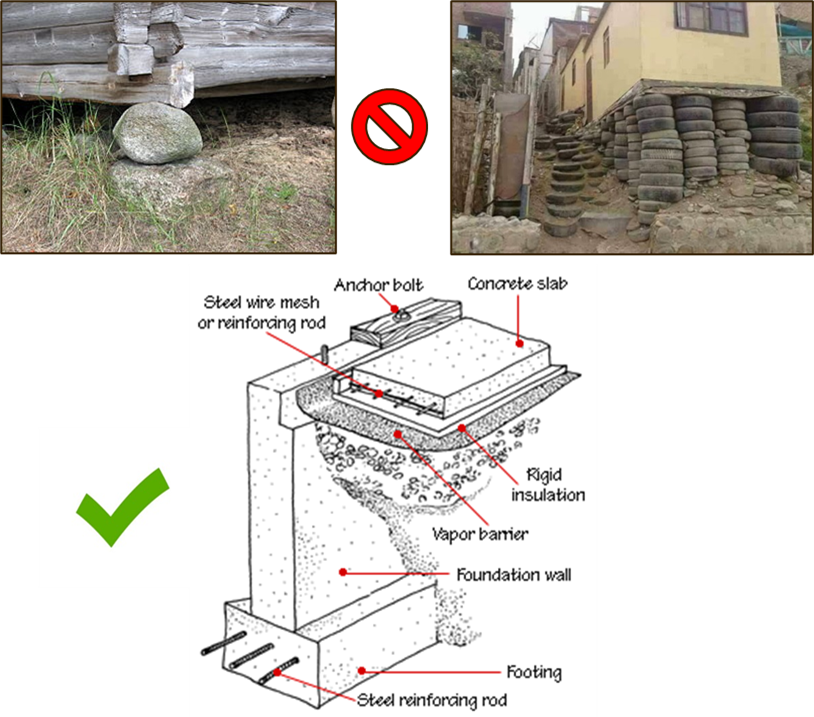 Anchor bolt
Concrete slab
Steel wire mesh
or reinforcing rod
Rigid
insulation
Vapor barrier
Foundation wall
Footing
Steel reinforcing rod